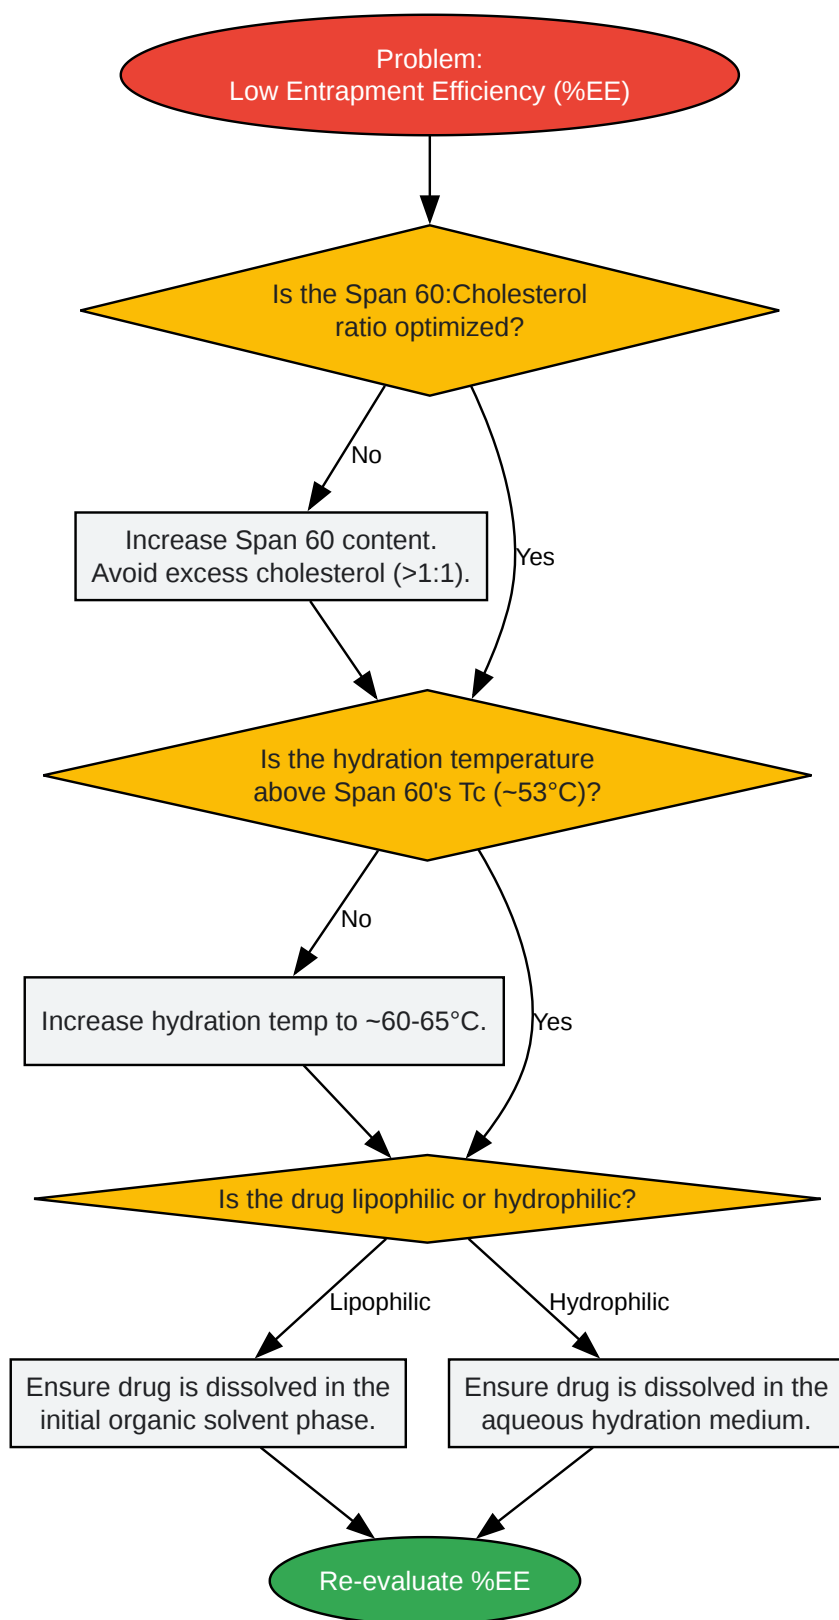 Problem:
Low Entrapment Efficiency (%EE)
Is the Span 60:Cholesterol
ratio optimized?
No
Increase Span 60 content.
Avoid excess cholesterol (>1:1).
Yes
Is the hydration temperature
above Span 60's Tc (~53°C)?
No
Increase hydration temp to ~60-65°C.
Yes
Is the drug lipophilic or hydrophilic?
Lipophilic
Hydrophilic
Ensure drug is dissolved in the
initial organic solvent phase.
Ensure drug is dissolved in the
aqueous hydration medium.
Re-evaluate %EE